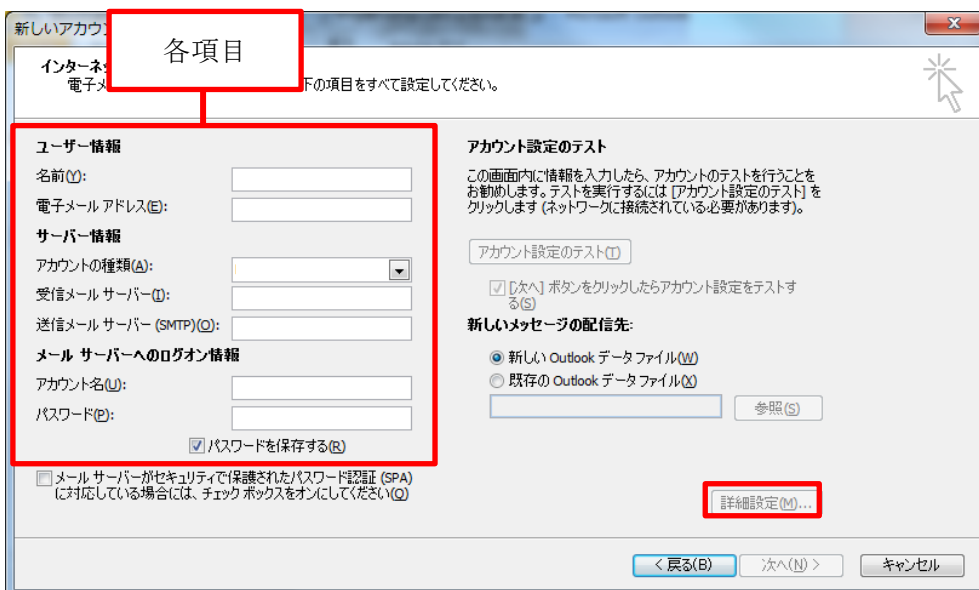 新しいアカウ
各項目
インターネッ
電子メ
下の項目をすべて設定してください。
ユーザー情報
名前(Y):
電子メール アドレス(E):
サーバー情報
アカウントの種類(A):
受信メール サーバー(I):
送信メール サーバー (SMTP)(O):
メール サーバーへのログオン情報
アカウント名(U):
パスワード(P):
パスワードを保存する(R)
メール サーバーがセキュリティで保護されたパスワード認証 (SPA)
に対応している場合には、チェック ボックスをオンにしてください(Q)
アカウント設定のテスト
この画面内に情報を入力したら、アカウントのテストを行うことを
お勧めします。テストを実行するには [アカウント設定のテスト] を
クリックします (ネットワークに接続されている必要があります)。
アカウント設定のテスト(T)
[次へ] ボタンをクリックしたらアカウント設定をテストす
る(S)
新しいメッセージの配信先:
新しい Outlook データ ファイル(W)
既存の Outlook データ ファイル(X)
参照(S)
詳細設定(M)...
< 戻る(B)
次へ(N) >
キャンセル